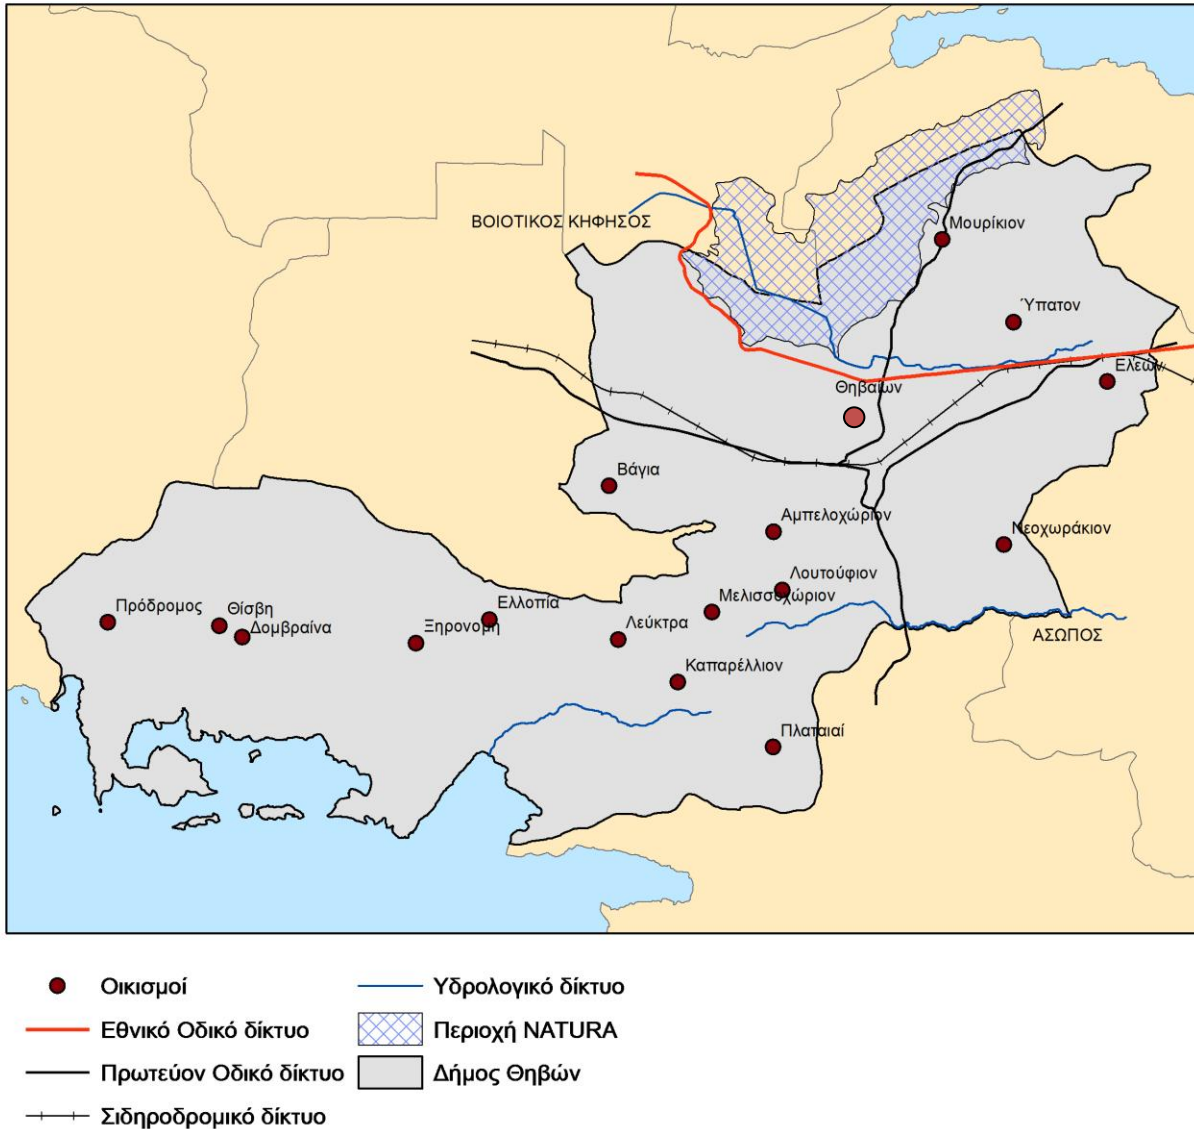 ΒΟΙΟΤΙΚΟΣ ΚΗΦΗΣΟΣ
Μουρίκιον
Ύπατον
Ελεών
Θηβαίων
Βάγια
Αμπελοχώριον
Νεοχωράκιον
Λουτούφιον
Μελισσοχώριον
Ελλοπία
Πρόδρομος
Θίσβη
Δομβραίνα
Ξηρονομή
Λεύκτρα
ΑΣΩΠΟΣ
Καπαρέλλιον
Πλαταιαί
Οικισμοί
Εθνικό Οδικό δίκτυο
Πρωτεύον Οδικό δίκτυο
Σιδηροδρομικό δίκτυο
Υδρολογικό δίκτυο
Περιοχή NATURA
Δήμος Θηβών